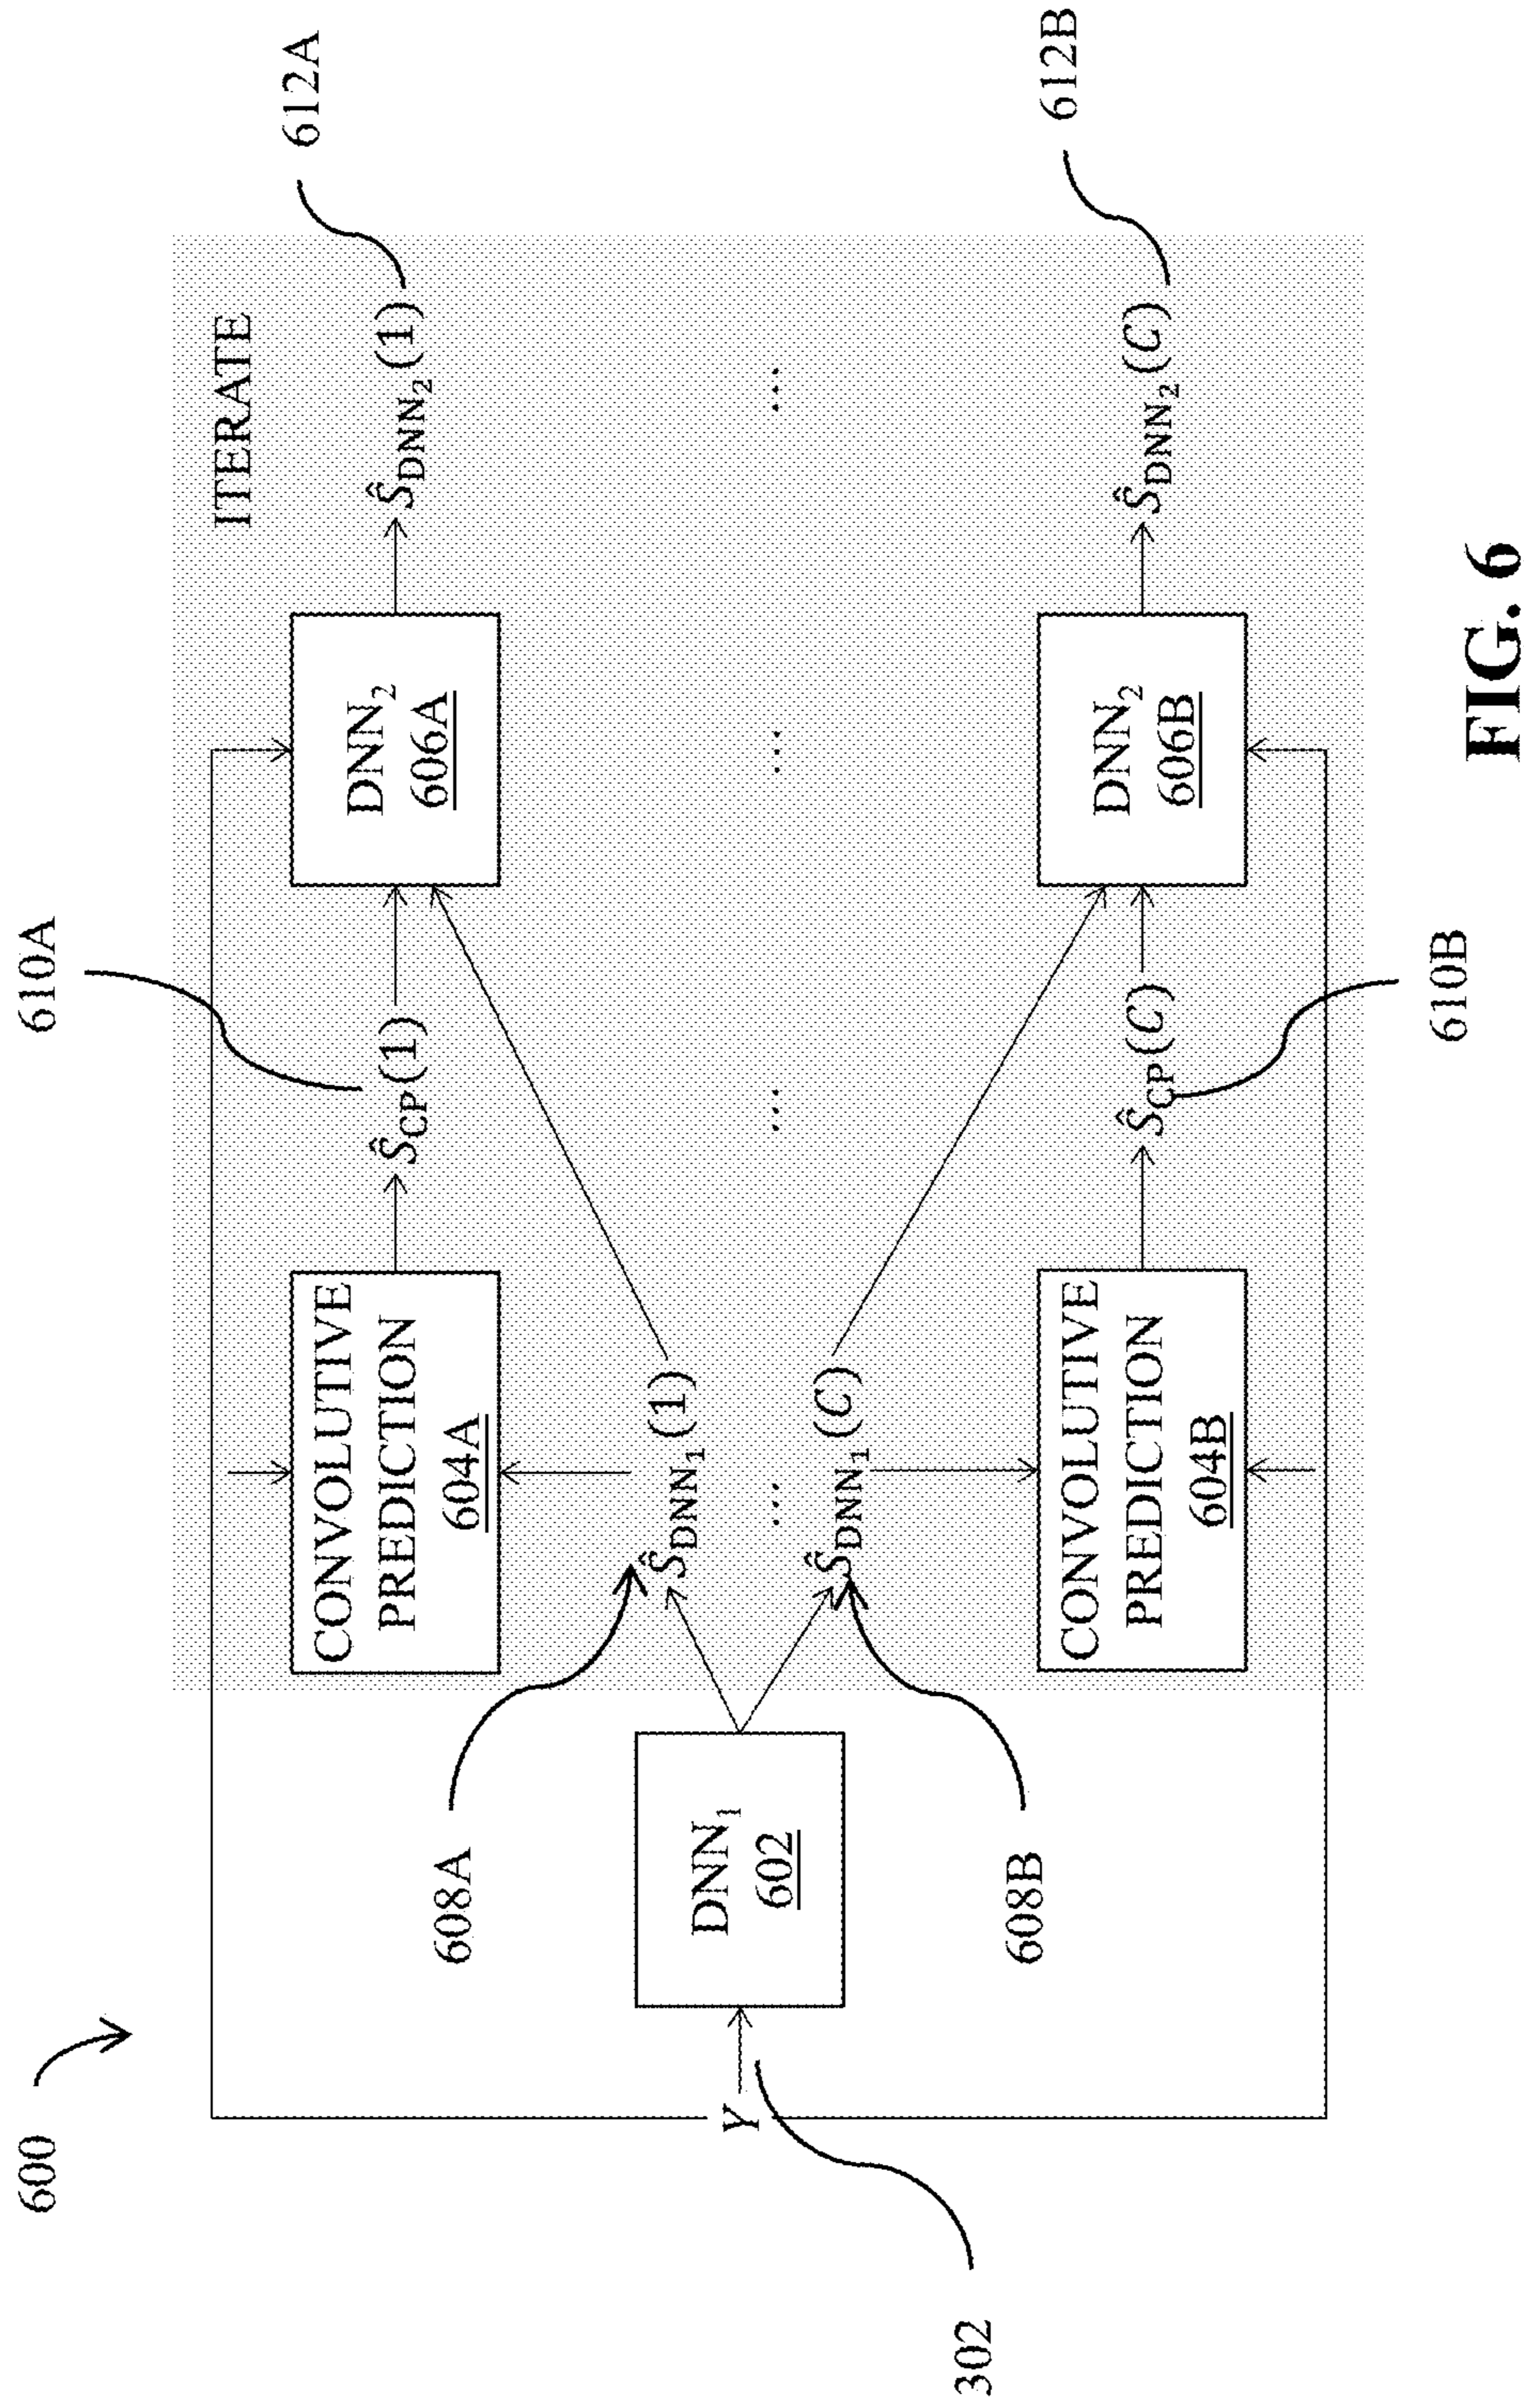 600
610A
612A
ITERATE
CONVOLUTIVE
PREDICTION
604A
Ŝ_CP(1)
DNN₂
606A
Ŝ_DNN₂(1)
608A
Ŝ_DNN₁(1)
Y
DNN₁
602
...
...
...
...
Ŝ_DNN₁(C)
608B
302
CONVOLUTIVE
PREDICTION
604B
Ŝ_CP(C)
DNN₂
606B
Ŝ_DNN₂(C)
612B
610B
FIG. 6